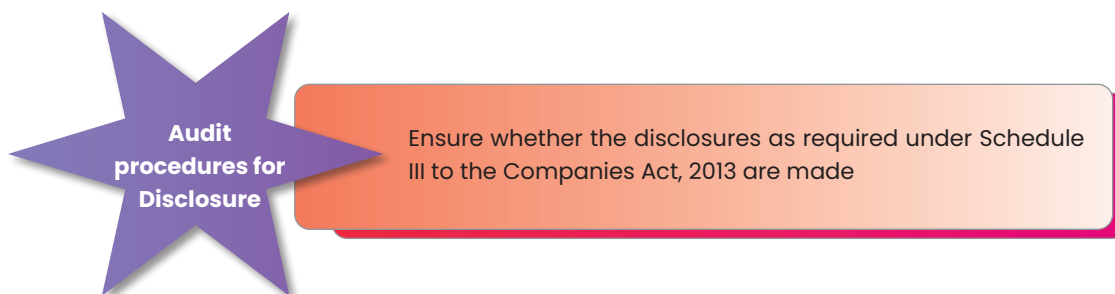 Audit
procedures for
Disclosure
Ensure whether the disclosures as required under Schedule
III to the Companies Act, 2013 are made